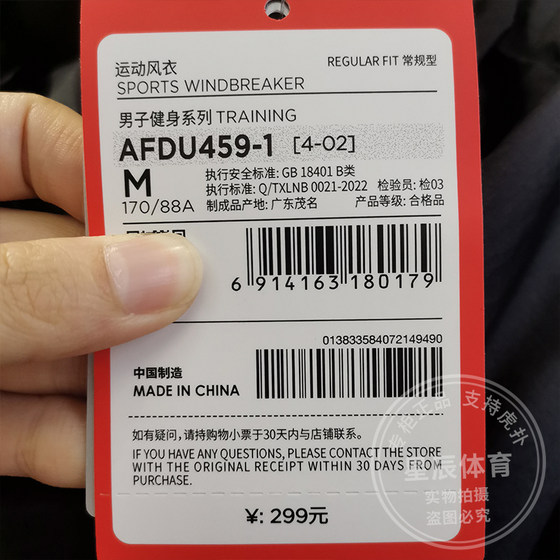 运动风衣
REGULAR FIT 常规型
SPORTS WINDBREAKER
男子健身系列 TRAINING
AFDU459-1 [4-02]
M
执行安全标准: GB 18401 B类
执行标准: Q/TXLNB 0021-2022 检验员: 检03
170/88A
制成品产地: 广东茂名
产品等级: 合格品
6 914163 180179
013833584072149490
中国制造
MADE IN CHINA
如有疑问，请持购物小票于30天内与店铺联系。
IF YOU HAVE ANY QUESTIONS, PLEASE CONTACT THE STORE
WITH THE ORIGINAL RECEIPT WITHIN 30 DAYS FROM
PURCHASE.
¥: 299元
专柜正品 支持虎扑
星辰体育
实物拍摄
盗图必究